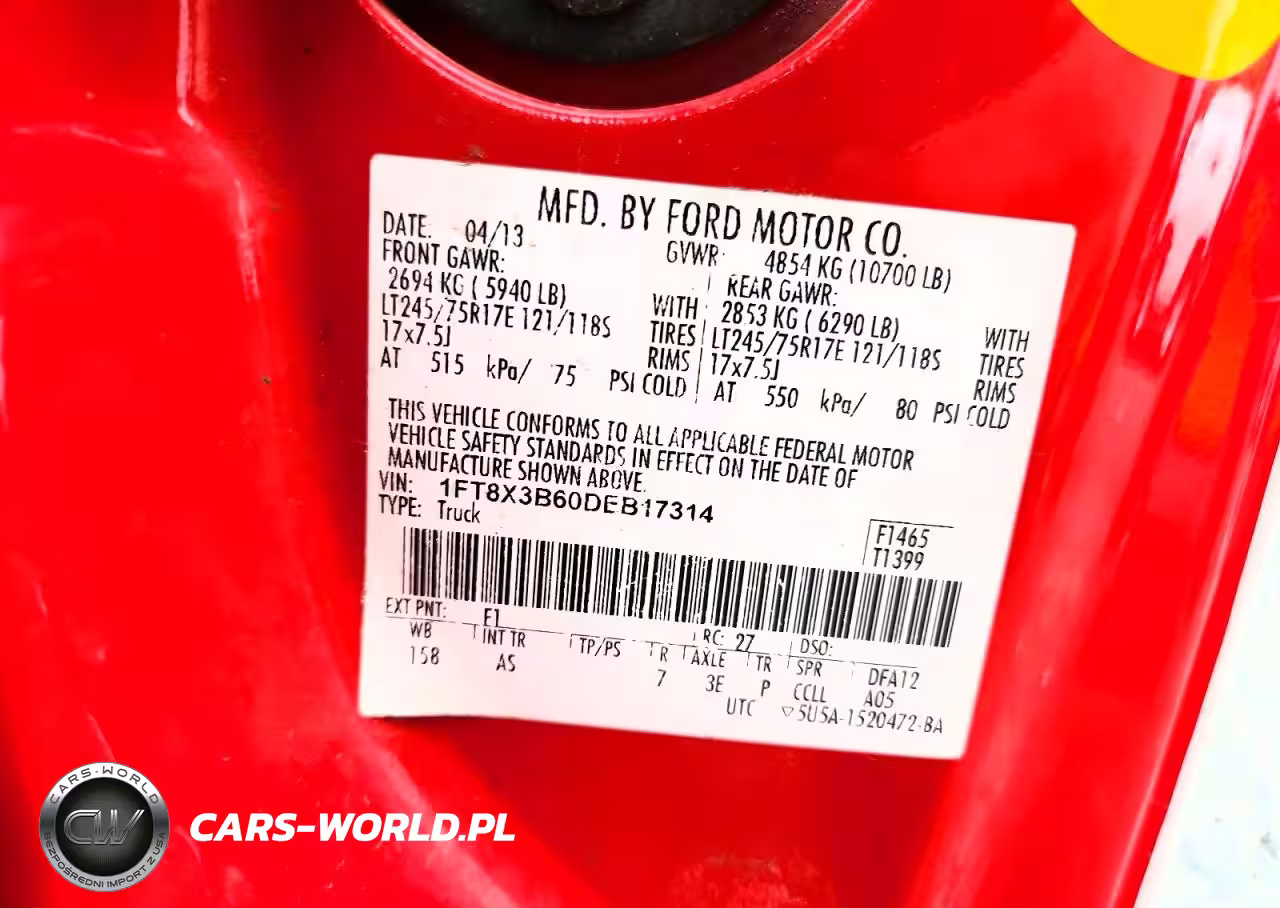 MFD. BY FORD MOTOR CO.
DATE: 04/13 GVWR: 4854 KG (10700 LB)
FRONT GAWR: REAR GAWR:
2694 KG ( 5940 LB) WITH 2853 KG ( 6290 LB) WITH
LT245/75R17E 121/118S TIRES LT245/75R17E 121/118S TIRES
17x7.5J RIMS 17x7.5J RIMS
AT 515 kPa/ 75 PSI COLD AT 550 kPa/ 80 PSI COLD
THIS VEHICLE CONFORMS TO ALL APPLICABLE FEDERAL MOTOR
VEHICLE SAFETY STANDARDS IN EFFECT ON THE DATE OF
MANUFACTURE SHOWN ABOVE.
VIN: 1FT8X3B60DEB17314
TYPE: Truck
F1465
T1399
EXT PNT: F1 RC: 27 DSO:
WB INT TR TP/PS R AXLE TR SPR DFA12
158 AS 7 3E P CCLL A05
UTC ▽5U5A-1520472-BA
CARS-WORLD
CW
BEZPOŚREDNI IMPORT Z USA
CARS-WORLD.PL